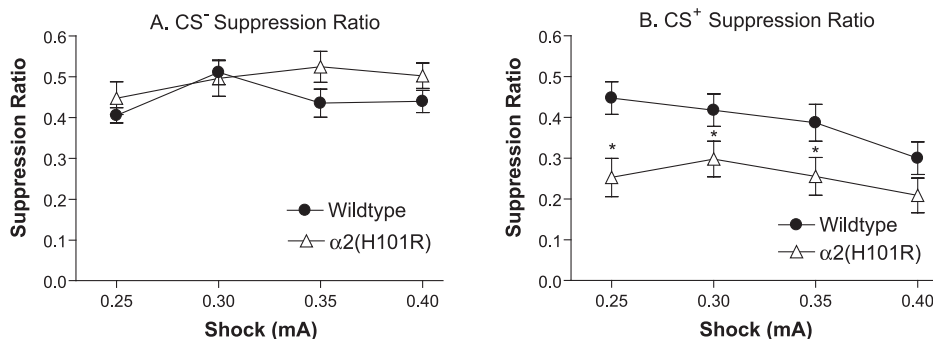 A. CS⁻ Suppression Ratio
Suppression Ratio
0.6
0.5
0.4
0.3
0.2
0.1
0.0
Wildtype
α2(H101R)
0.25 0.30 0.35 0.40
Shock (mA)
B. CS⁺ Suppression Ratio
Suppression Ratio
0.6
0.5
0.4
0.3
0.2
0.1
0.0
* * *
Wildtype
α2(H101R)
0.25 0.30 0.35 0.40
Shock (mA)